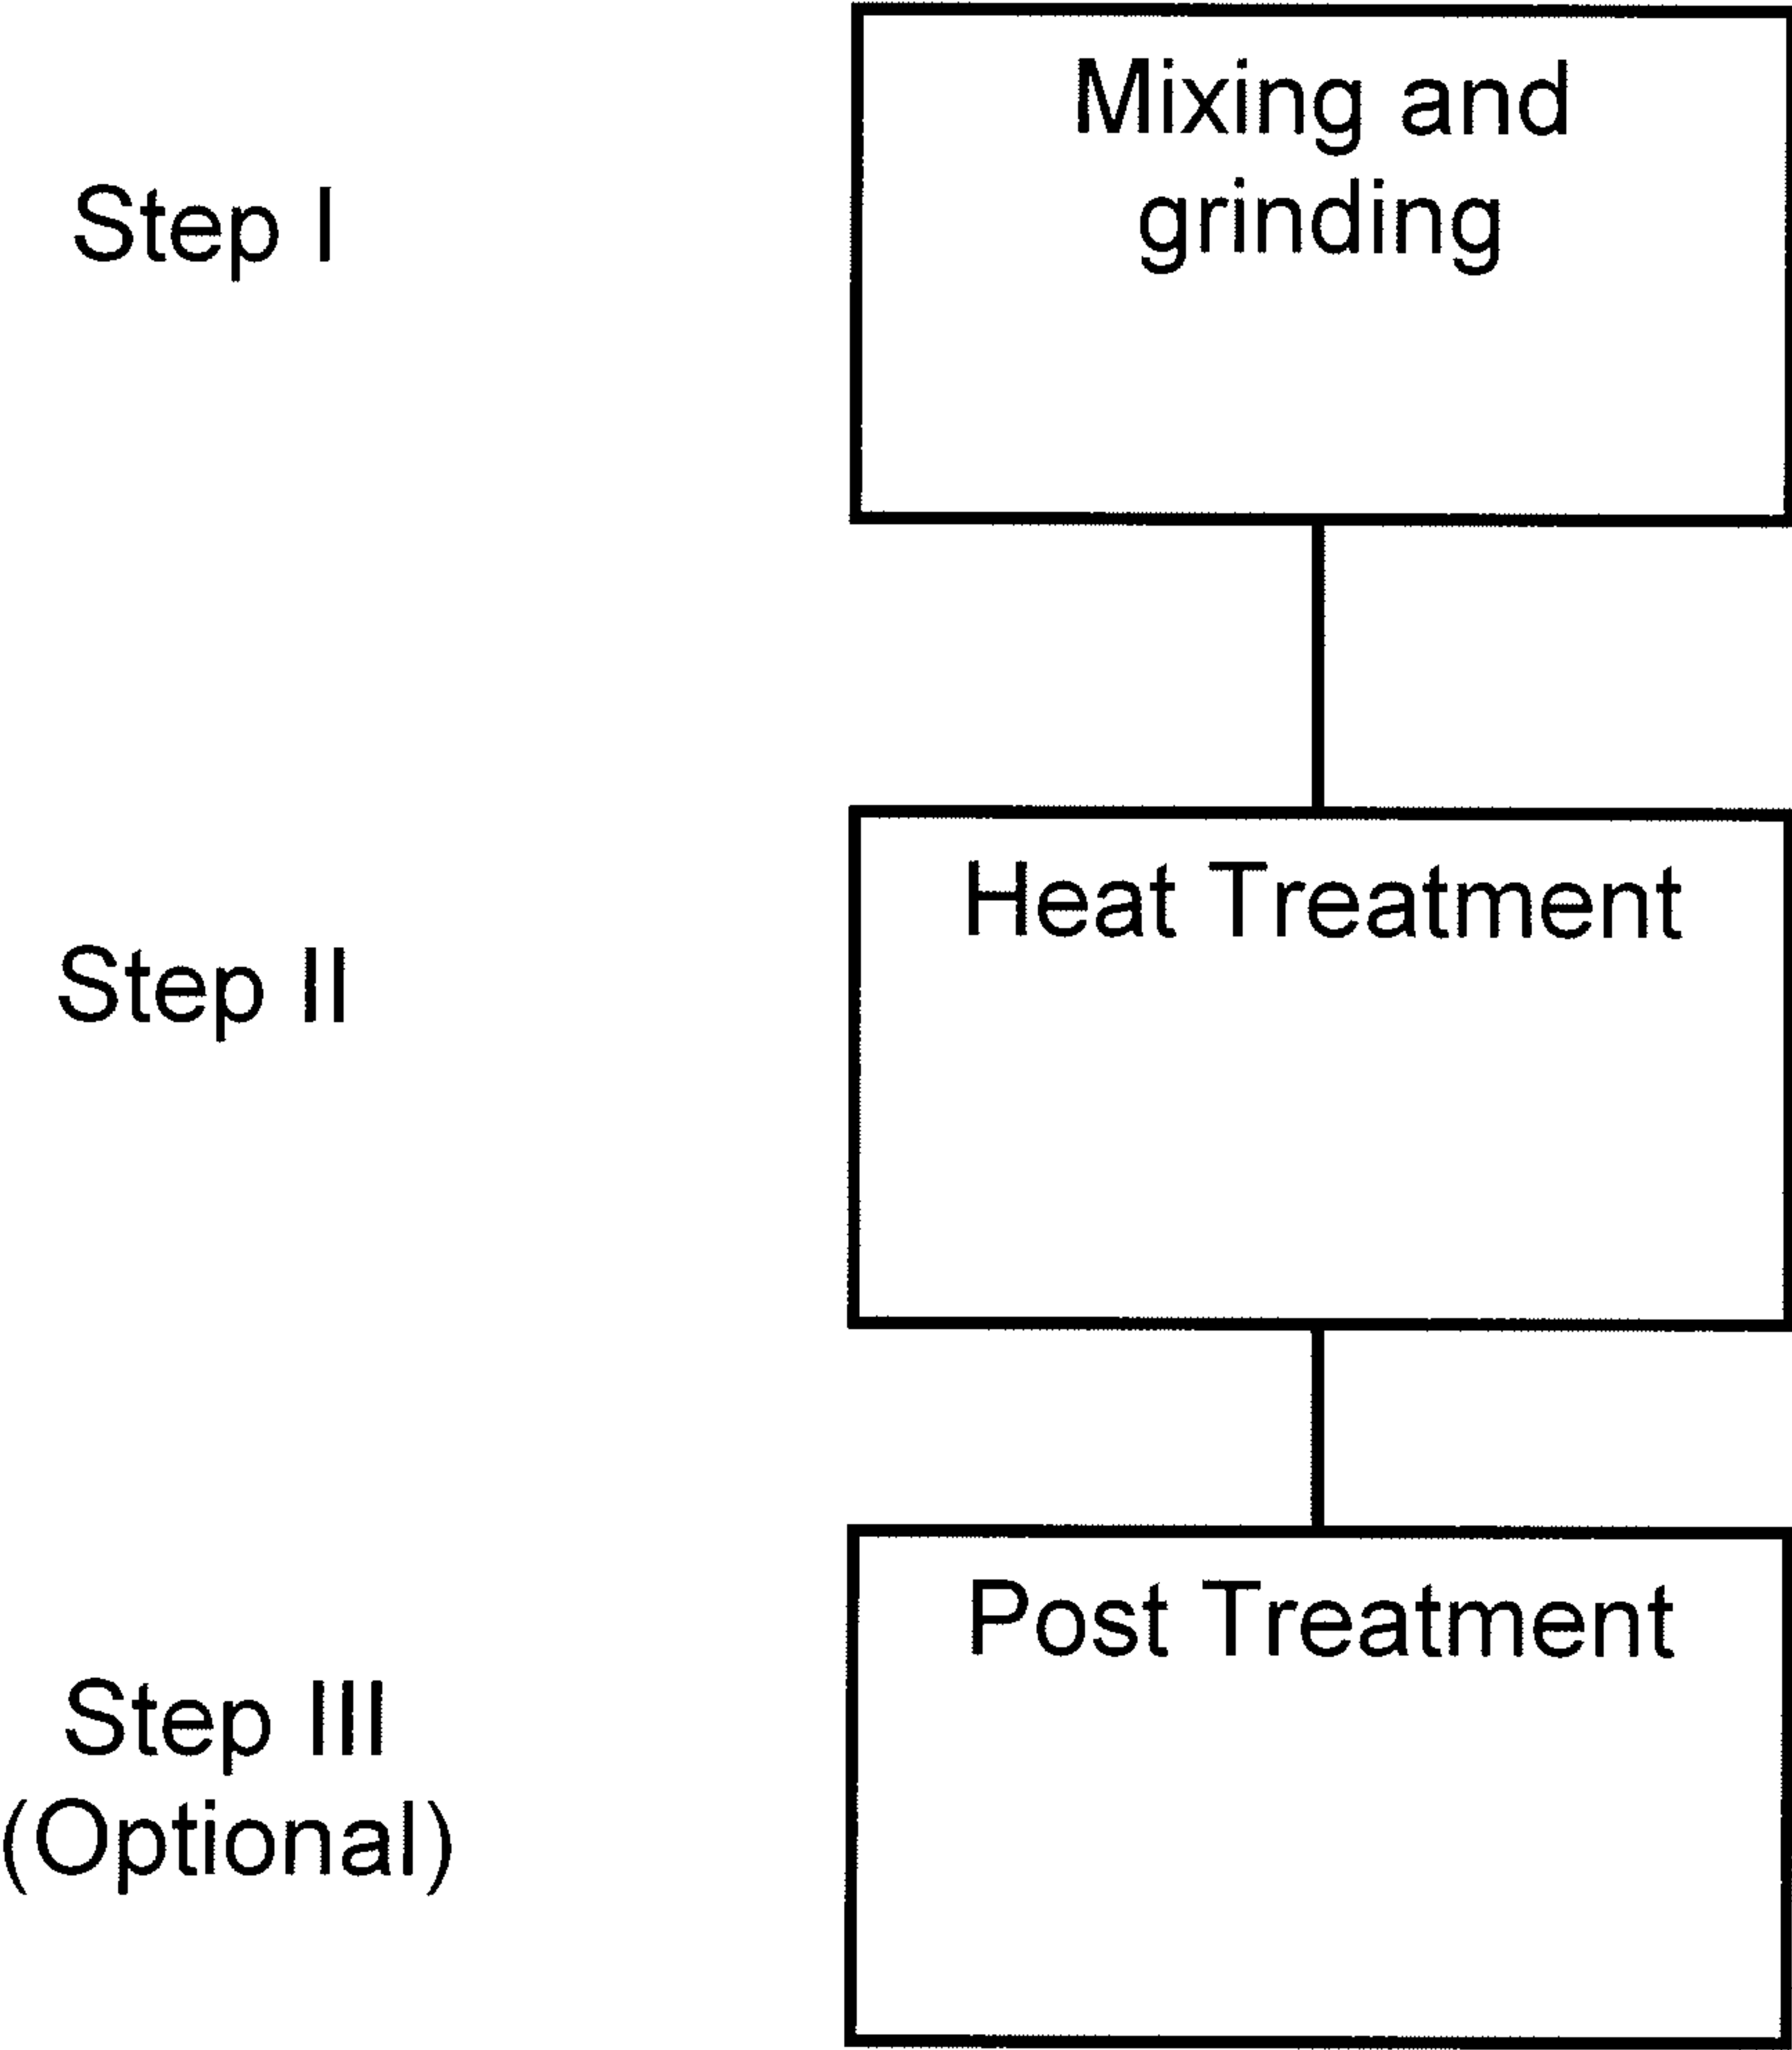 Step I
Mixing and
grinding
Step II
Heat Treatment
Step III
(Optional)
Post Treatment